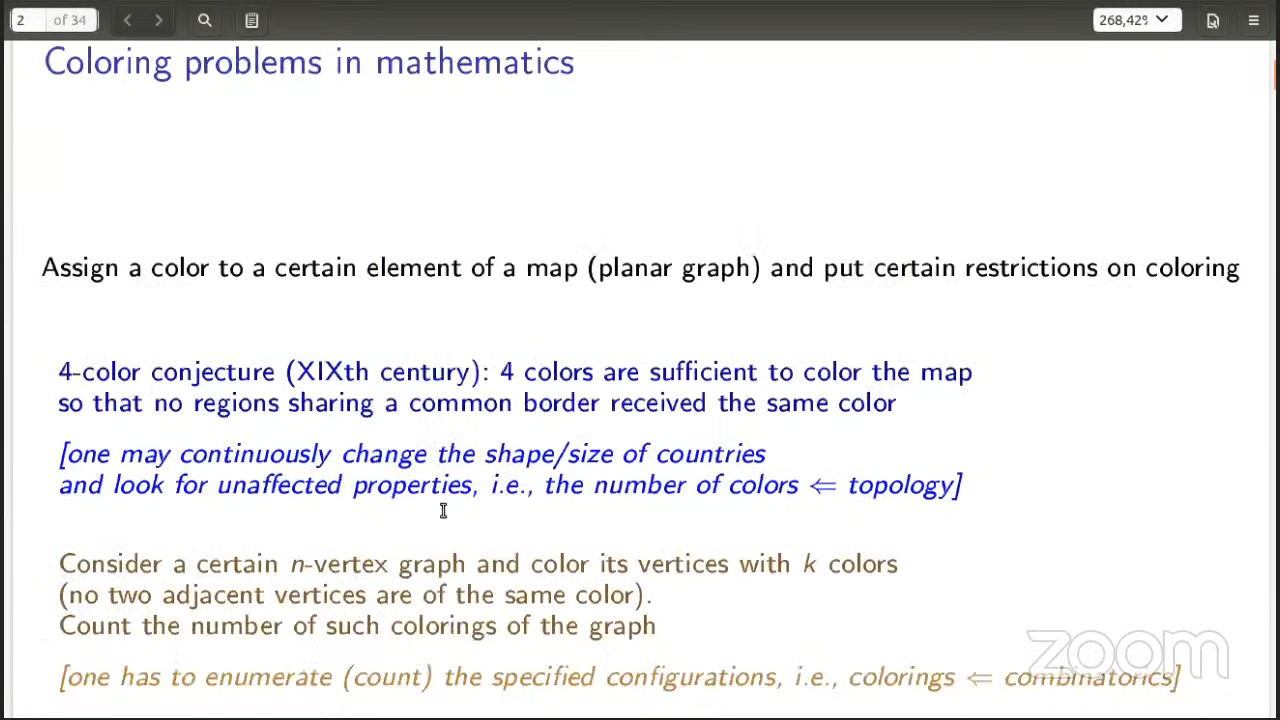 2 of 34 268,42%
Coloring problems in mathematics
Assign a color to a certain element of a map (planar graph) and put certain restrictions on coloring
4-color conjecture (XIXth century): 4 colors are sufficient to color the map
so that no regions sharing a common border received the same color
[one may continuously change the shape/size of countries
and look for unaffected properties, i.e., the number of colors ⇐ topology]
Consider a certain n-vertex graph and color its vertices with k colors
(no two adjacent vertices are of the same color).
Count the number of such colorings of the graph
[one has to enumerate (count) the specified configurations, i.e., colorings ⇐ combinatorics]
zoom